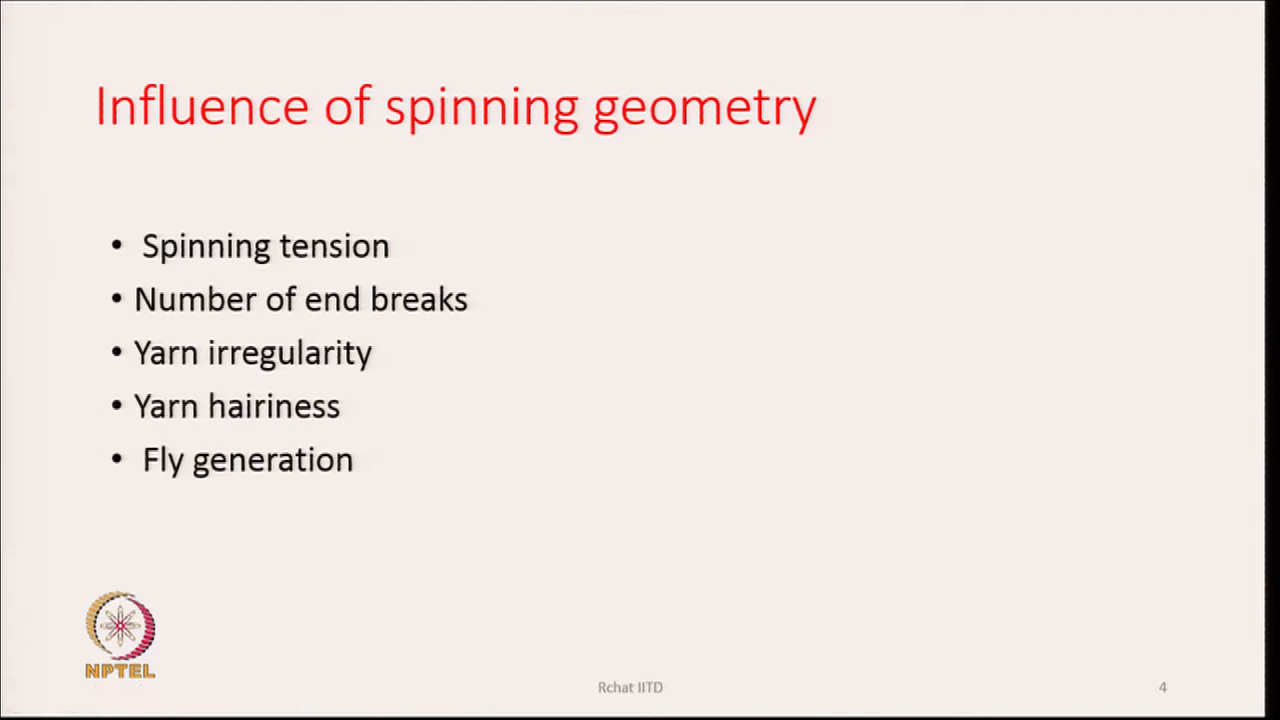 Influence of spinning geometry
• Spinning tension
• Number of end breaks
• Yarn irregularity
• Yarn hairiness
• Fly generation
NPTEL
Rchat IITD
4